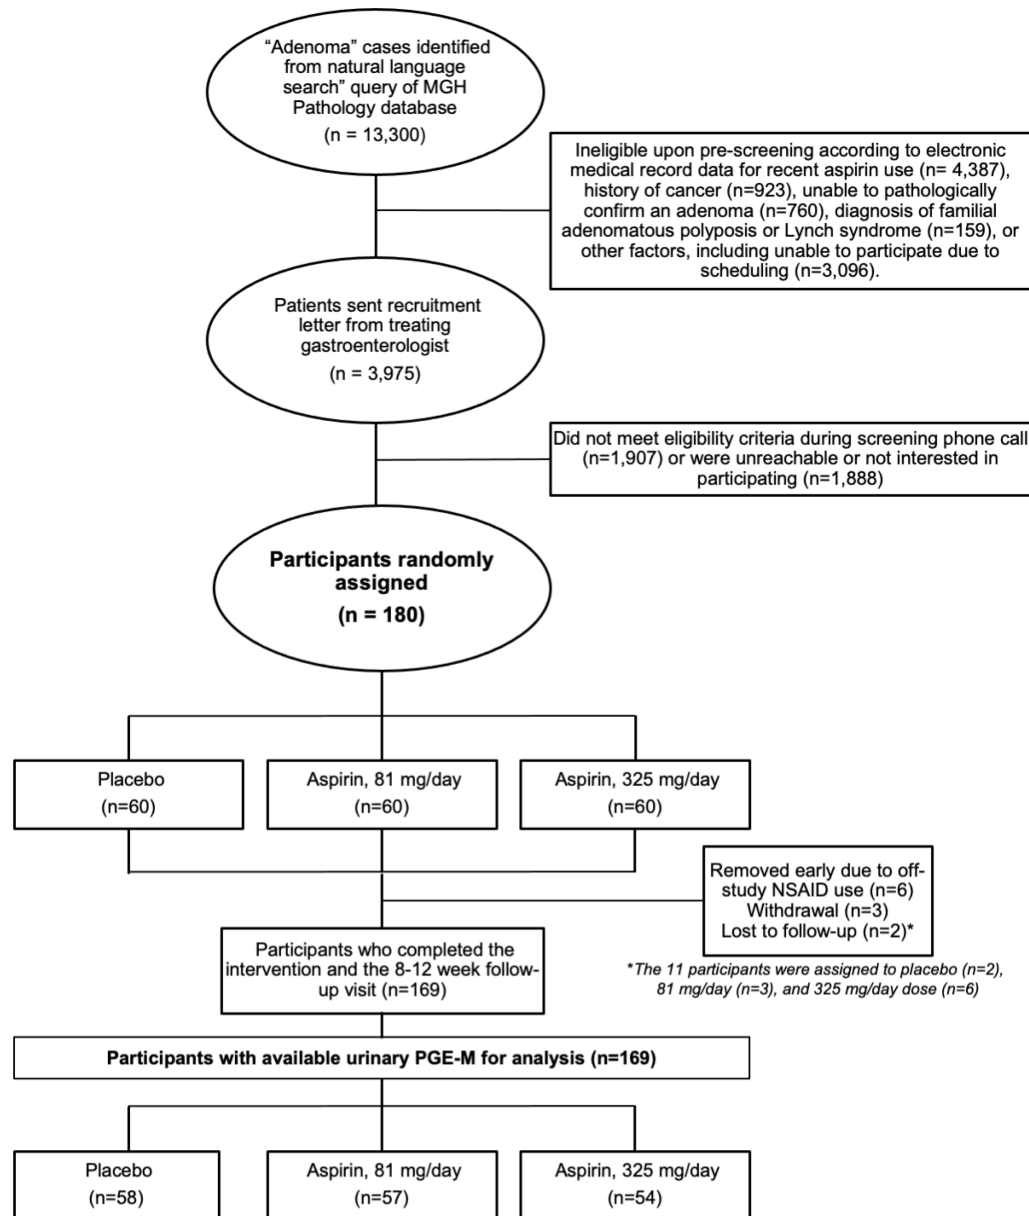 “Adenoma” cases identified
from natural language
search” query of MGH
Pathology database
(n = 13,300)
Ineligible upon pre-screening according to electronic
medical record data for recent aspirin use (n= 4,387),
history of cancer (n=923), unable to pathologically
confirm an adenoma (n=760), diagnosis of familial
adenomatous polyposis or Lynch syndrome (n=159), or
other factors, including unable to participate due to
scheduling (n=3,096).
Patients sent recruitment
letter from treating
gastroenterologist
(n = 3,975)
Did not meet eligibility criteria during screening phone call
(n=1,907) or were unreachable or not interested in
participating (n=1,888)
Participants randomly
assigned
(n = 180)
Placebo
(n=60)
Aspirin, 81 mg/day
(n=60)
Aspirin, 325 mg/day
(n=60)
Removed early due to off-
study NSAID use (n=6)
Withdrawal (n=3)
Lost to follow-up (n=2)*
*The 11 participants were assigned to placebo (n=2),
81 mg/day (n=3), and 325 mg/day dose (n=6)
Participants who completed the
intervention and the 8-12 week follow-
up visit (n=169)
Participants with available urinary PGE-M for analysis (n=169)
Placebo
(n=58)
Aspirin, 81 mg/day
(n=57)
Aspirin, 325 mg/day
(n=54)